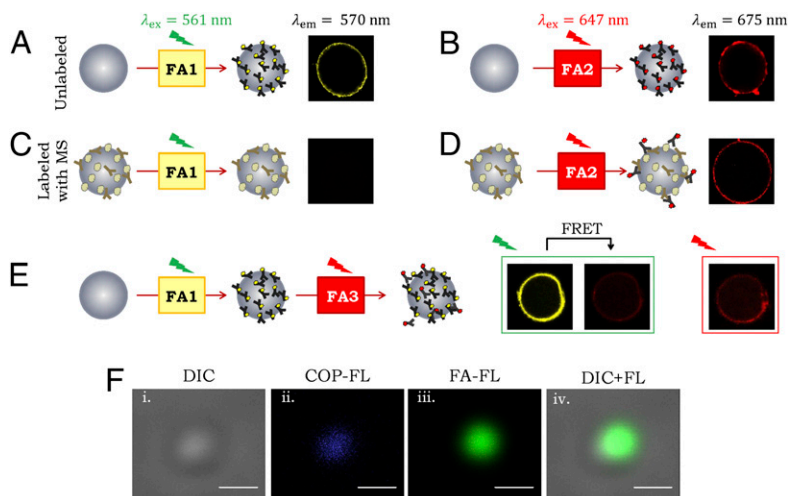 λex = 561 nm λem = 570 nm
λex = 647 nm λem = 675 nm
A
Unlabeled
FA1
B
FA2
C
Labeled
with MS
FA1
D
FA2
E
FA1
FA3
FRET
F
DIC COP-FL FA-FL DIC+FL
i. ii. iii. iv.